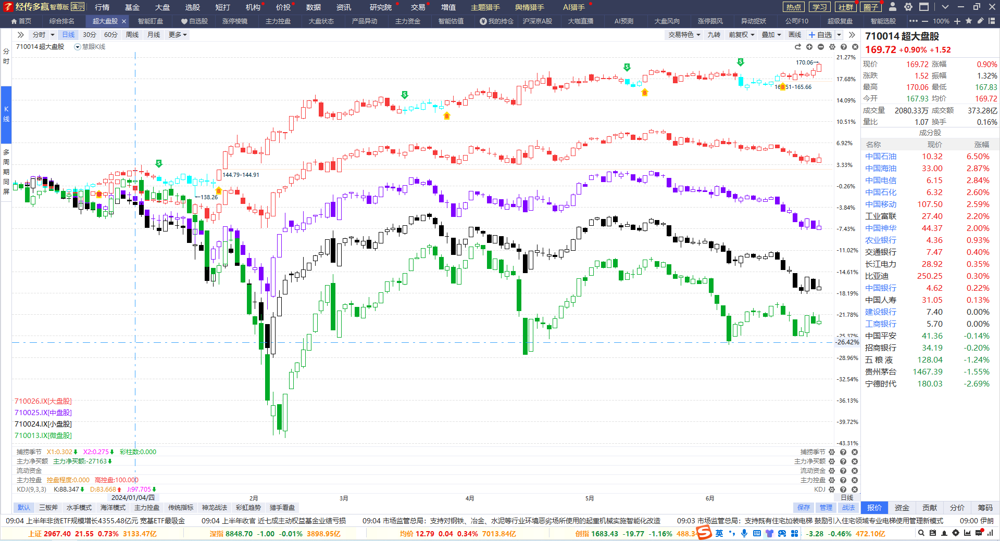 经传多赢 智尊版 演示 行情 基金 大盘 选股 短打 机构 价投 数据 资讯 研究院 交易 增值 主题猎手 舆情猎手 AI猎手 热点 学习 社群 圈子
首页 综合排名 超大盘股 智能盯盘 自选股 涨停棱镜 主力控盘 大盘状态 产品异动 主力资金 智能估值 我的持仓 沪深京A股 大咖直播 AI预测 大盘风向 涨停跟风 异动捉妖 公司F10 超级复盘 智能选股 100%
分时 日线 30分 60分 周线 月线 更多 交易特色 九转 前复权 叠加 画线 自选
710014 超大盘股 慧眼K线
分时
K线
多周期同屏
21.27%
170.06
17.68%
16 51-165.66
14.09%
10.51%
6.92%
3.33%
144.79-144.91
-0.26%
138.26
-3.84%
-7.43%
-11.02%
-14.61%
-18.19%
-21.78%
-25.37%
-26.42%
-28.96%
-32.54%
-36.13%
-39.72%
-43.31%
S
S
S
S
B
B
B
B
710026.IX[大盘股]
710025.IX[中盘股]
710024.IX[小盘股]
710013.IX[微盘股]
捕捞季节 X1:0.302 X2:0.275 彩柱数:0.000 捕捞季节
主力净买额 主力净买额:-27163 主力净买额
流动资金 流动资金
主力控盘 控盘程度:0.000 高控盘:100.000 主力控盘
KDJ(9,3,3) K:88.347 D:83.668 J:97.705 KDJ
2024/01/04/四 2月 3月 4月 5月 6月 日线
默认 三板斧 水手模式 海洋模式 主力控盘 传统指标 神龙战法 彩虹趋势 猎手看盘 保存 管理 战法
710014 超大盘股
169.72 +0.90% +1.52
现价 169.72 涨幅 0.90%
涨跌 1.52 振幅 1.32%
最高 170.06 最低 167.83
今开 167.93 均价 169.72
成交量 2080.33万 成交额 373.28亿
量比 1.07 换手 0.16%
成分股
名称 现价 涨幅
中国石油 10.32 6.50%
中国海油 33.00 2.87%
中国电信 6.15 2.84%
中国石化 6.32 2.60%
中国移动 107.50 2.59%
工业富联 27.40 2.20%
中国神华 44.37 2.00%
农业银行 4.36 0.93%
交通银行 7.47 0.40%
长江电力 28.92 0.35%
比亚迪 250.25 0.30%
中国银行 4.62 0.22%
中国人寿 31.05 0.13%
建设银行 7.40 0.00%
工商银行 5.70 0.00%
中国平安 41.36 -0.14%
招商银行 34.19 -0.20%
五 粮 液 128.04 -1.24%
贵州茅台 1467.39 -1.55%
宁德时代 180.03 -2.69%
报价 资金 贡献 分价 筹码
09:04 上半年非货ETF规模增长4355.48亿元 宽基ETF最吸金 09:04 上半年收官 近七成主动权益基金业绩亏损 09:04 市场监管总局：支持对钢铁、冶金、水泥等行业环境恶劣场所使用的起重机械实施智能化改造 09:03 市场监管总局：支持既有住宅加装电梯 鼓励引入住宅领域专业电梯使用管理新模式 09:00 伊朗
上证 2967.40 21.55 0.73% 3133.47亿 深指 8848.70 -1.00 -0.01% 3898.95亿 均价 12.79 0.04 0.34% 7013.84亿 创指 1683.43 -19.77 -1.16% 488.34 英 -3.28 -0.46% 472.10亿